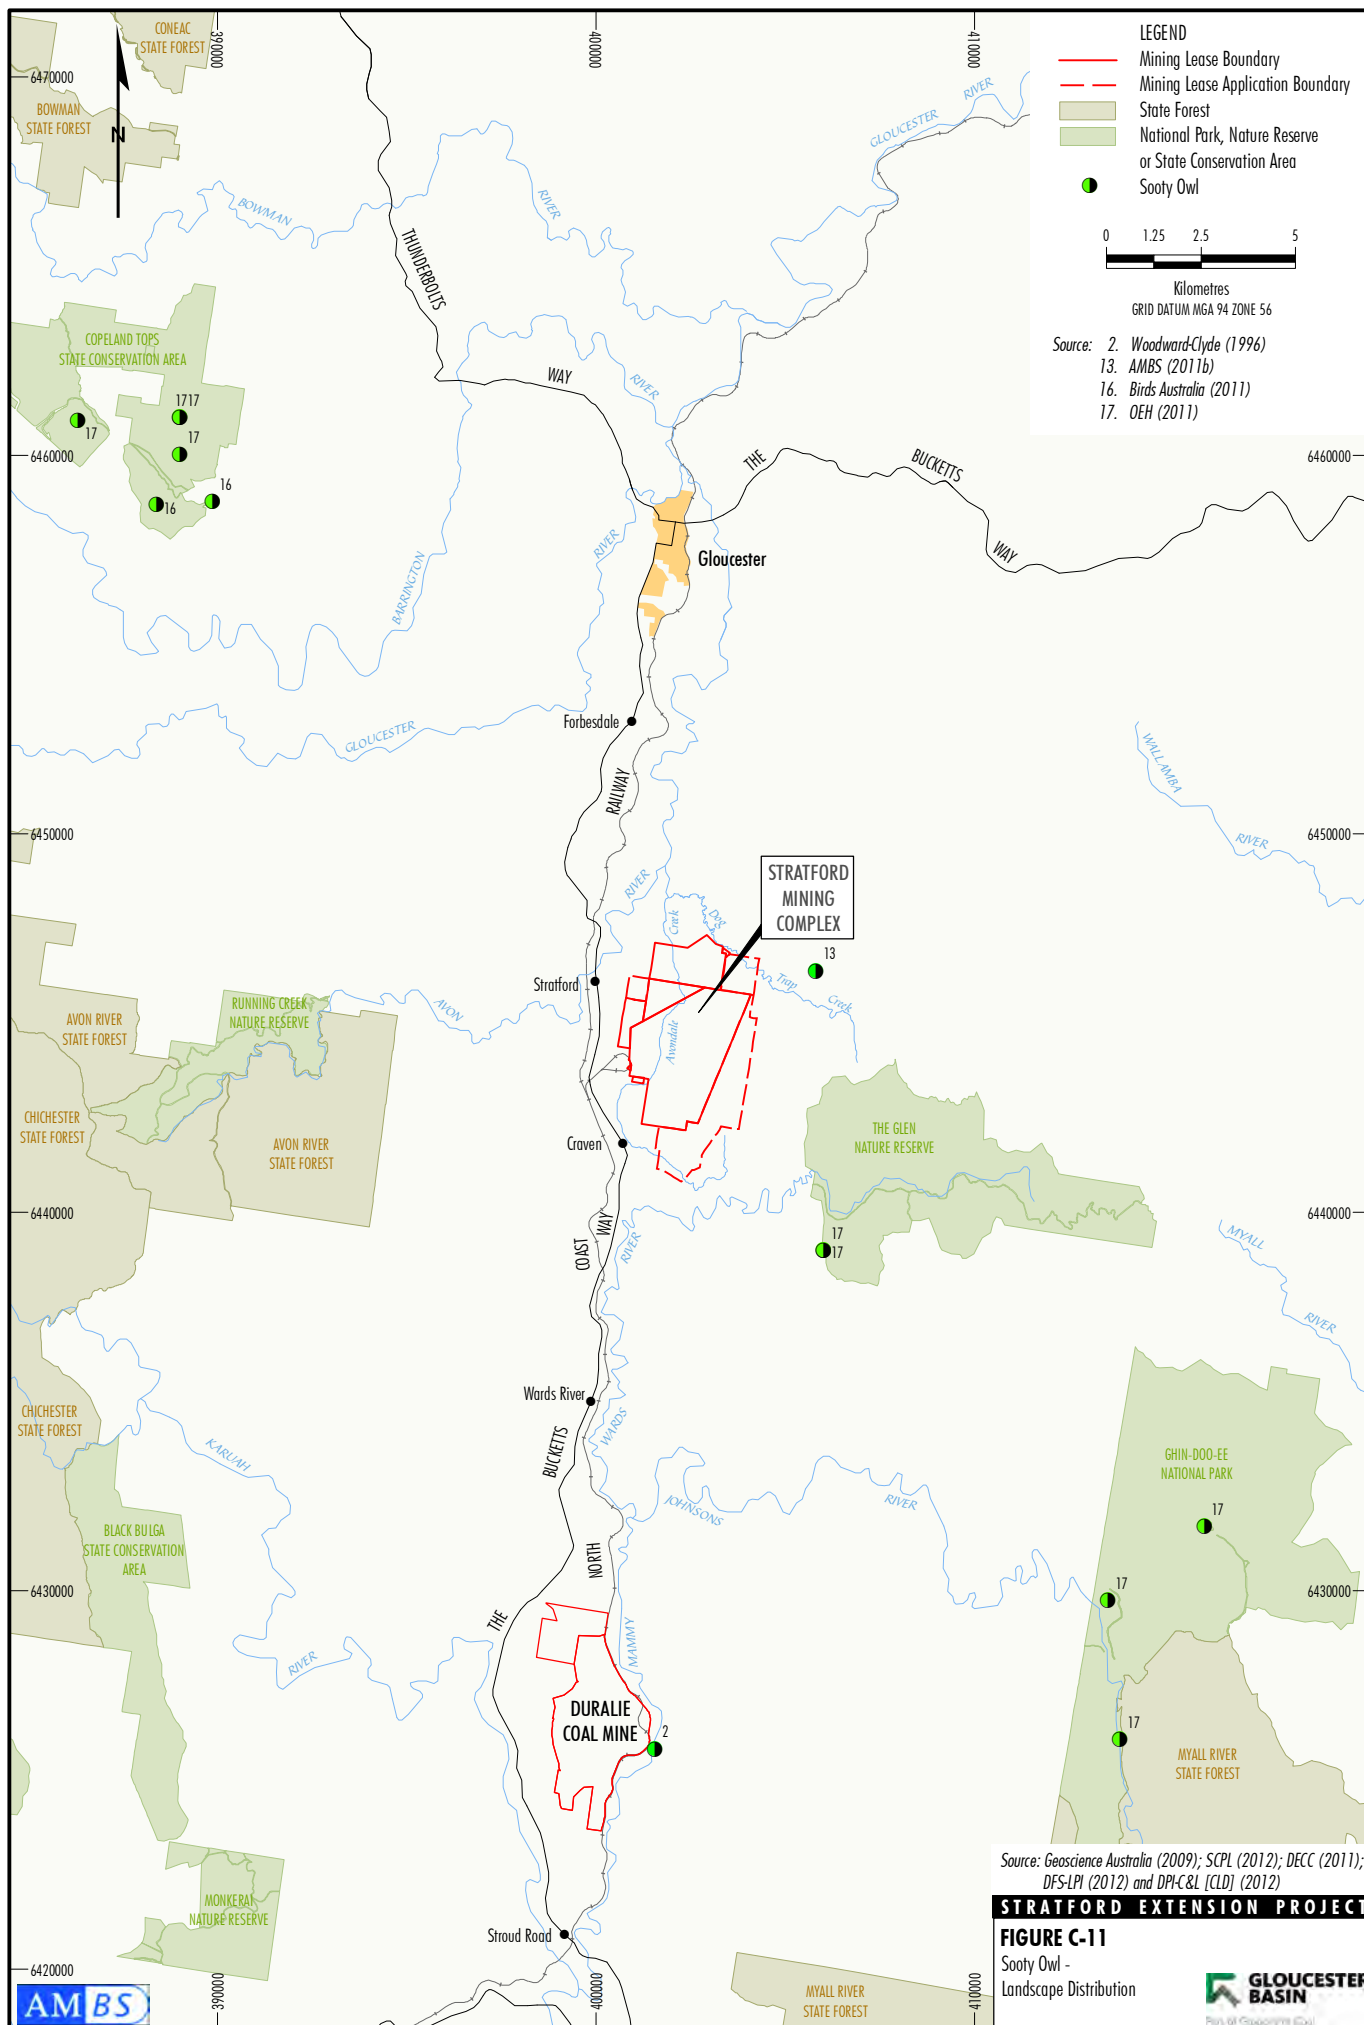 CONEAC
STATE FOREST
390000
400000
410000
6470000
BOWMAN
STATE FOREST
N
LEGEND
Mining Lease Boundary
Mining Lease Application Boundary
State Forest
National Park, Nature Reserve
or State Conservation Area
Sooty Owl
0 1.25 2.5 5
Kilometres
GRID DATUM MGA 94 ZONE 56
Source: 2. Woodward-Clyde (1996)
13. AMBS (2011b)
16. Birds Australia (2011)
17. OEH (2011)
GLOUCESTER
RIVER
BOWMAN
RIVER
THUNDERBOLTS
WAY
RIVER
COPELAND TOPS
STATE CONSERVATION AREA
1717
17
17
16
16
6460000
6460000
THE
BUCKETTS
WAY
Gloucester
RIVER
BARRINGTON
Forbesdale
GLOUCESTER
RAILWAY
WALLAMBA
RIVER
6450000
6450000
STRATFORD
MINING
COMPLEX
RIVER
Creek
Dog
Trap
Creek
13
Stratford
AVON
Avondale
RUNNING CREEK
NATURE RESERVE
AVON RIVER
STATE FOREST
CHICHESTER
STATE FOREST
AVON RIVER
STATE FOREST
Craven
THE GLEN
NATURE RESERVE
6440000
6440000
WAY
COAST
RIVER
17
17
MYALL
RIVER
Wards River
WARDS
CHICHESTER
STATE FOREST
KARUAH
BUCKETTS
JOHNSONS
RIVER
GHIN-DOO-EE
NATIONAL PARK
17
BLACK BULGA
STATE CONSERVATION
AREA
NORTH
6430000
6430000
17
THE
MAMMY
RIVER
DURALIE
COAL MINE
2
17
MYALL RIVER
STATE FOREST
MONKERAI
NATURE RESERVE
Stroud Road
6420000
390000
400000
410000
MYALL RIVER
STATE FOREST
AMBS
Source: Geoscience Australia (2009); SCPL (2012); DECC (2011);
DFS-LPI (2012) and DPI-C&L [CLD] (2012)
STRATFORD EXTENSION PROJECT
FIGURE C-11
Sooty Owl -
Landscape Distribution
GLOUCESTER
BASIN